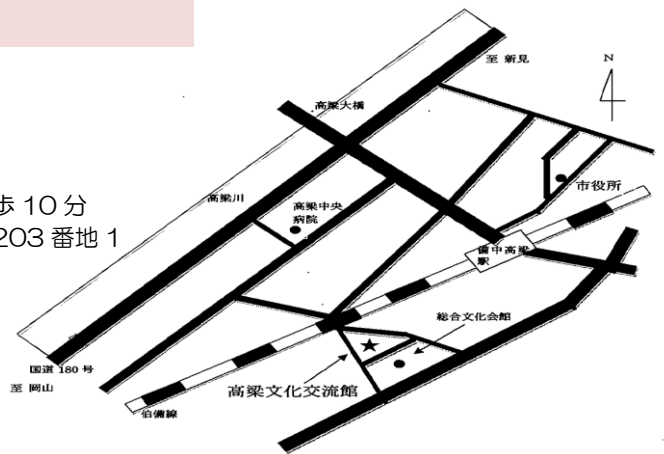 至 新見
N
高梁大橋
市役所
高梁川
高梁中央
病院
歩 10 分
203 番地 1
備中高梁
駅
総合文化会館
国道 180 号
高梁文化交流館
至 岡山
伯備線